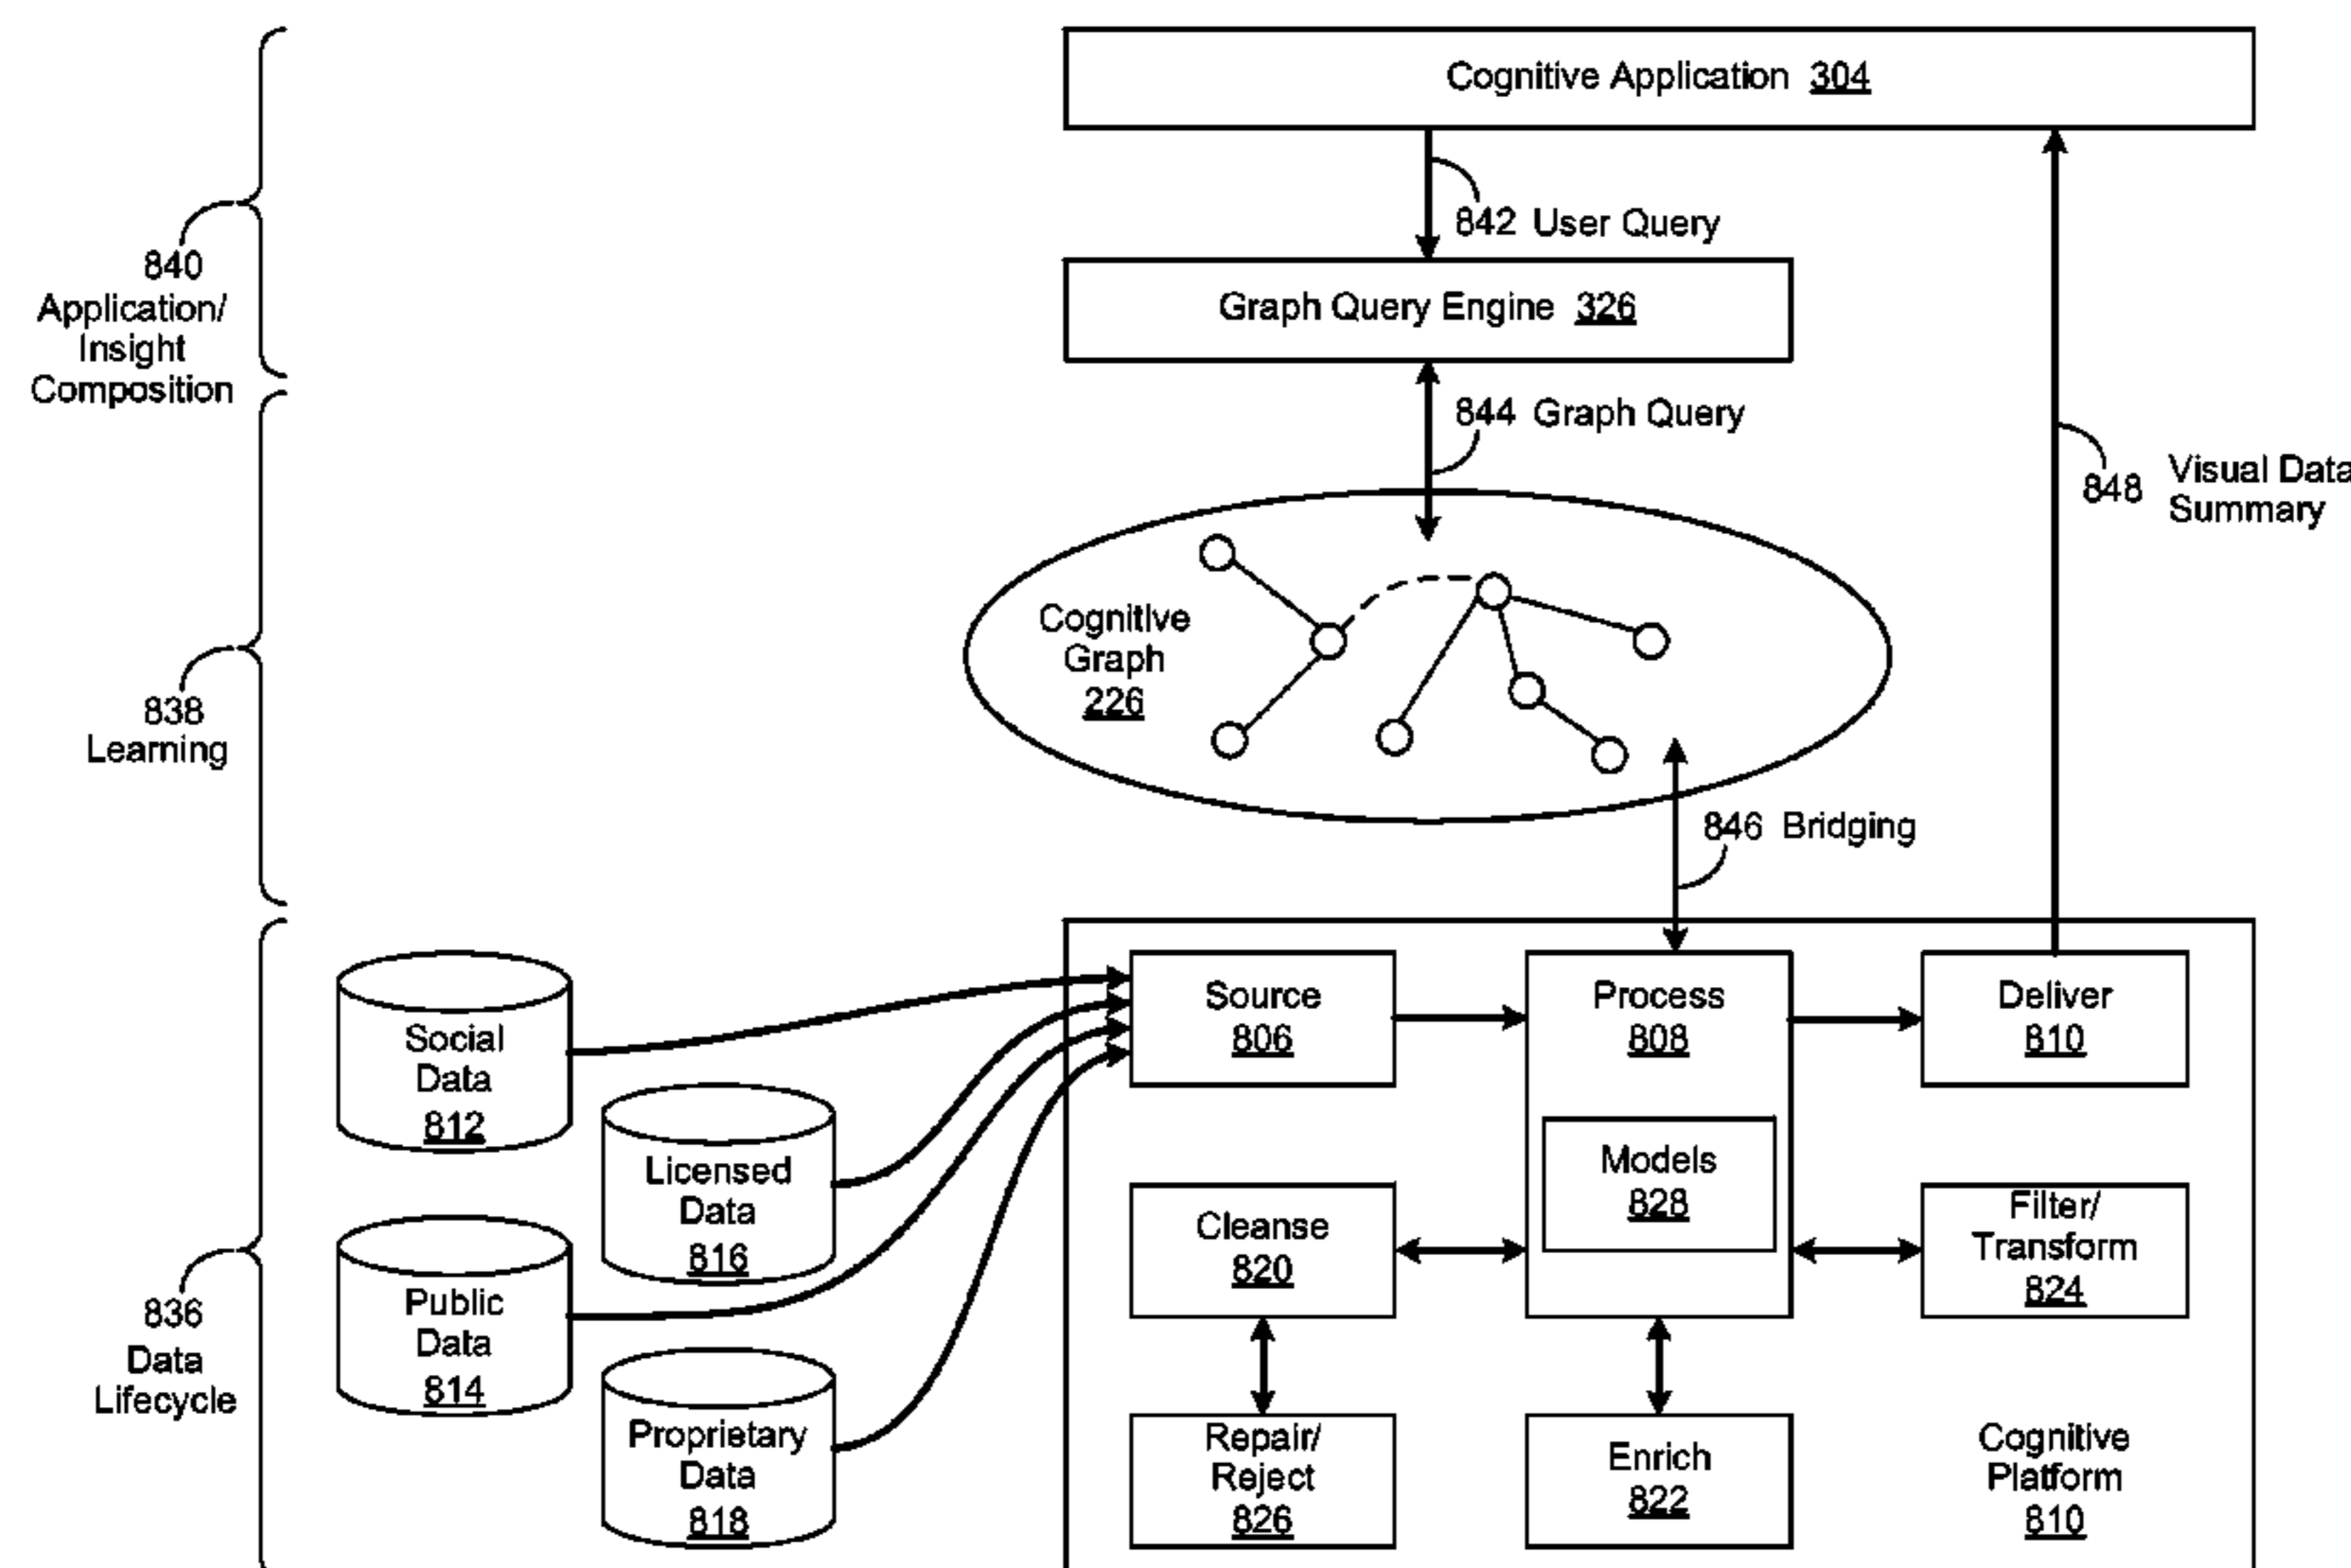 Cognitive Application 304
842 User Query
840
Application/
Insight
Composition
Graph Query Engine 326
844 Graph Query
848 Visual Data
Summary
Cognitive
Graph
226
838
Learning
846 Bridging
Social
Data
812
Licensed
Data
816
Public
Data
814
Proprietary
Data
818
836
Data
Lifecycle
Source
806
Process
808
Deliver
810
Models
828
Cleanse
820
Filter/
Transform
824
Repair/
Reject
826
Enrich
822
Cognitive
Platform
810